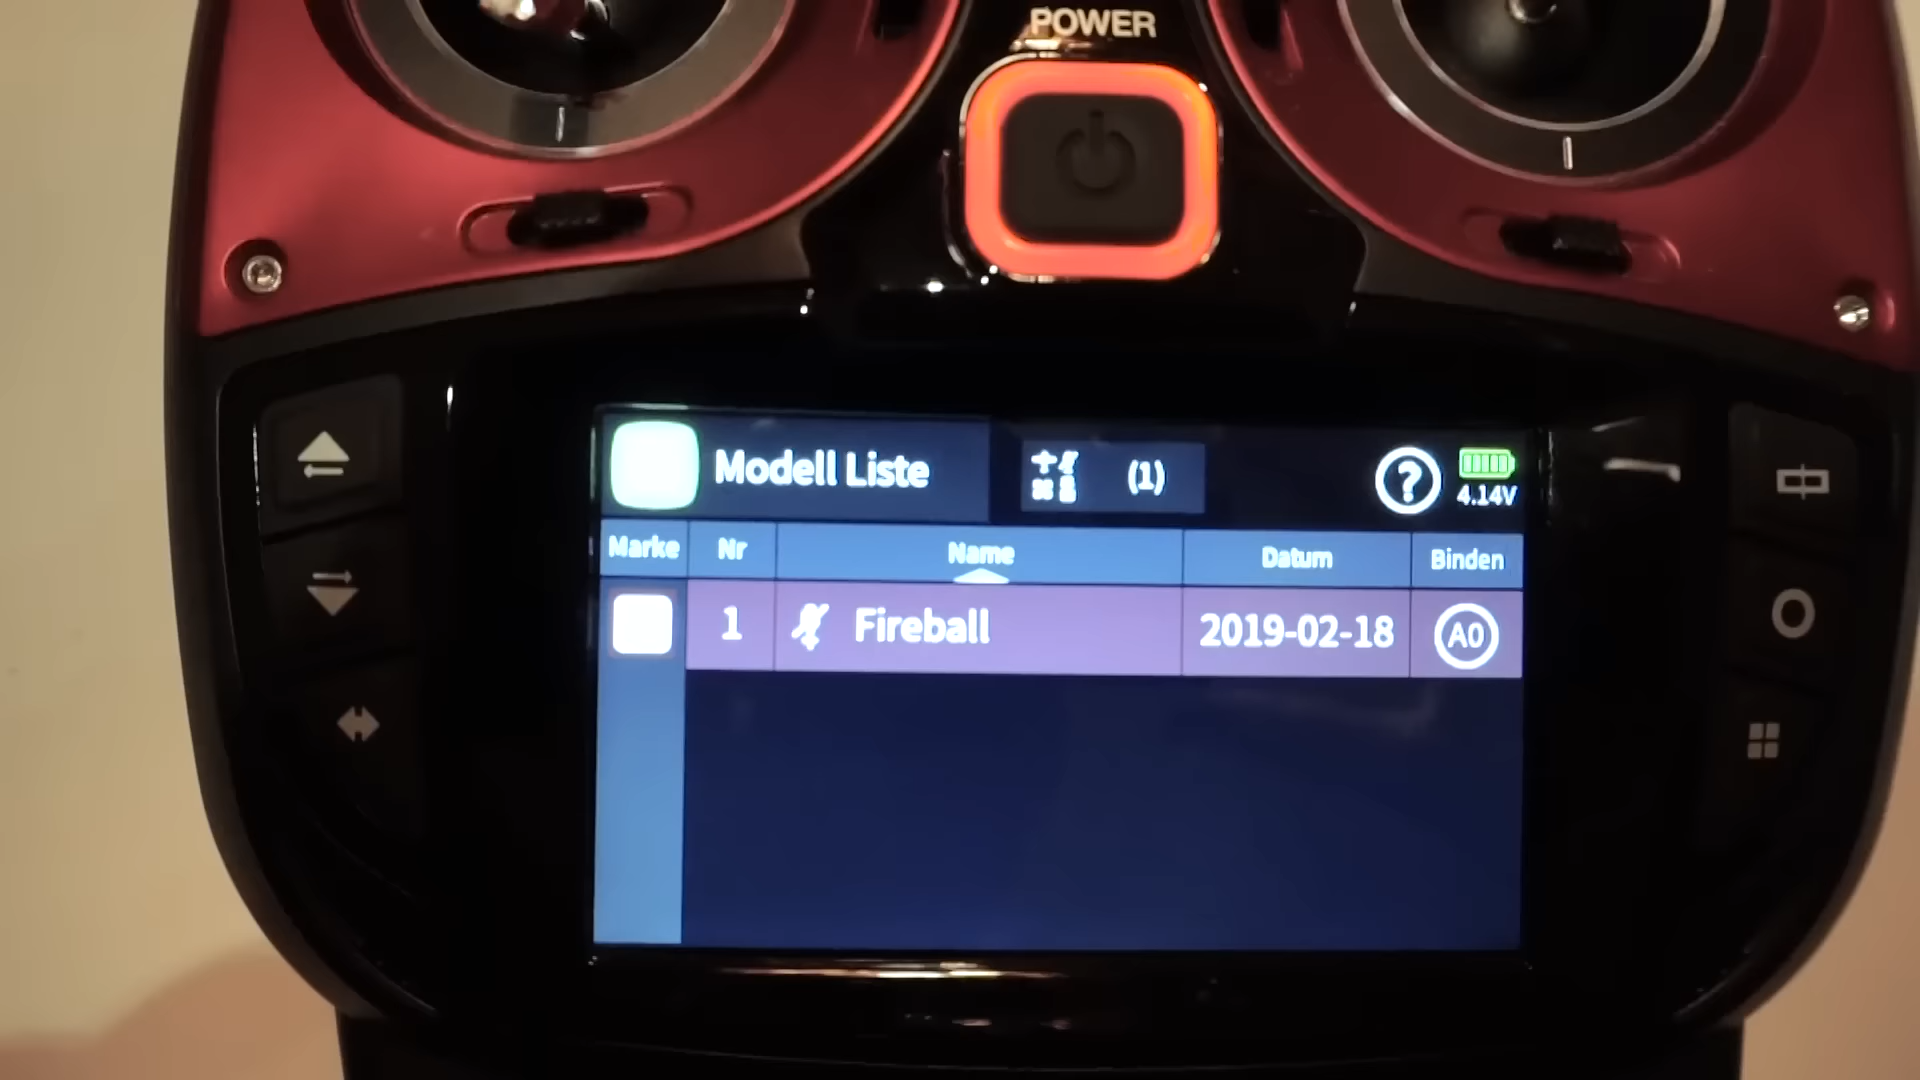 POWER
Modell Liste (1) ? 4.14V
Marke Nr Name Datum Binden
1 Fireball 2019-02-18 A0